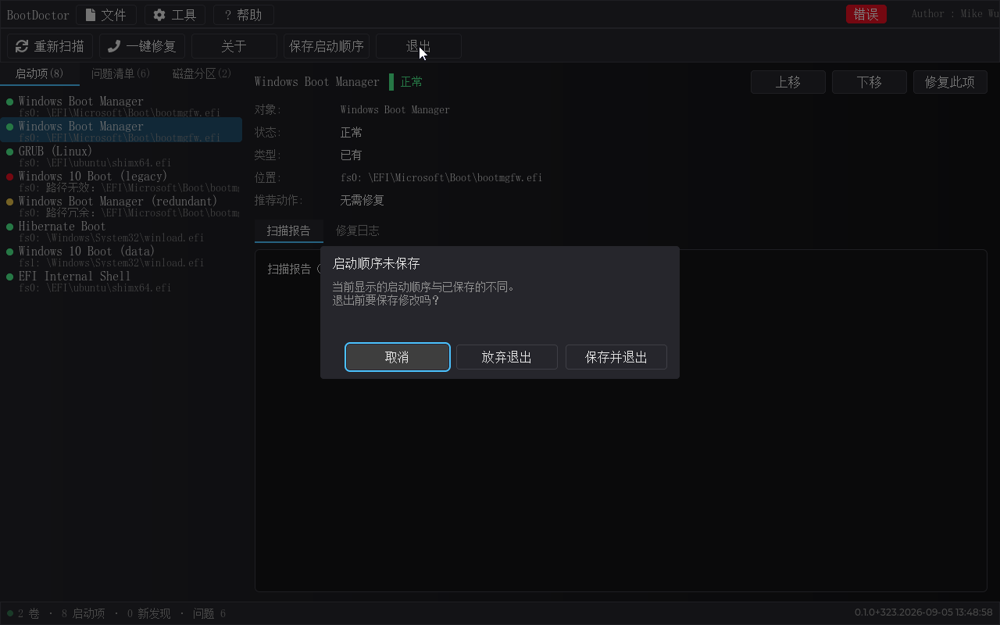 BootDoctor 文件 工具 ? 帮助 错误 Author : Mike Wu
重新扫描 一键修复 关于 保存启动顺序 退出
启动项(8) 问题清单(6) 磁盘分区(2)
Windows Boot Manager
fs0: \EFI\Microsoft\Boot\bootmgfw.efi
Windows Boot Manager
fs0: \EFI\Microsoft\Boot\bootmgfw.efi
GRUB (Linux)
fs0: \EFI\ubuntu\shimx64.efi
Windows 10 Boot (legacy)
fs0: 路径无效: \EFI\Microsoft\Boot\bootm
Windows Boot Manager (redundant)
fs0: 路径冗余: \EFI\Microsoft\Boot\bootm
Hibernate Boot
fs0: \Windows\System32\winload.efi
Windows 10 Boot (data)
fs1: \Windows\System32\winload.efi
EFI Internal Shell
fs0: \EFI\ubuntu\shimx64.efi
Windows Boot Manager 正常 上移 下移 修复此项
对象: Windows Boot Manager
状态: 正常
类型: 已有
位置: fs0: \EFI\Microsoft\Boot\bootmgfw.efi
推荐动作: 无需修复
扫描报告 修复日志
扫描报告 (
启动顺序未保存
当前显示的启动顺序与已保存的不同。
退出前要保存修改吗?
取消 放弃退出 保存并退出
2 卷 · 8 启动项 · 0 新发现 · 问题 6
0.1.0+323.2026-09-05 13:48:58